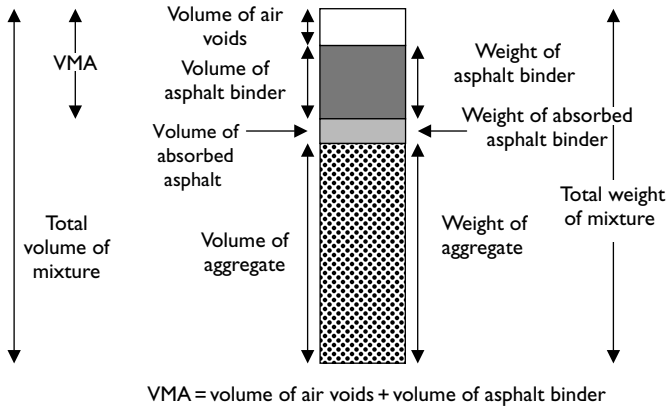 Volume of air
voids
VMA
Volume of
asphalt binder
Weight of
asphalt binder
Volume of
absorbed
asphalt
Weight of absorbed
asphalt binder
Total
volume of
mixture
Volume of
aggregate
Weight of
aggregate
Total weight
of mixture
VMA = volume of air voids + volume of asphalt binder